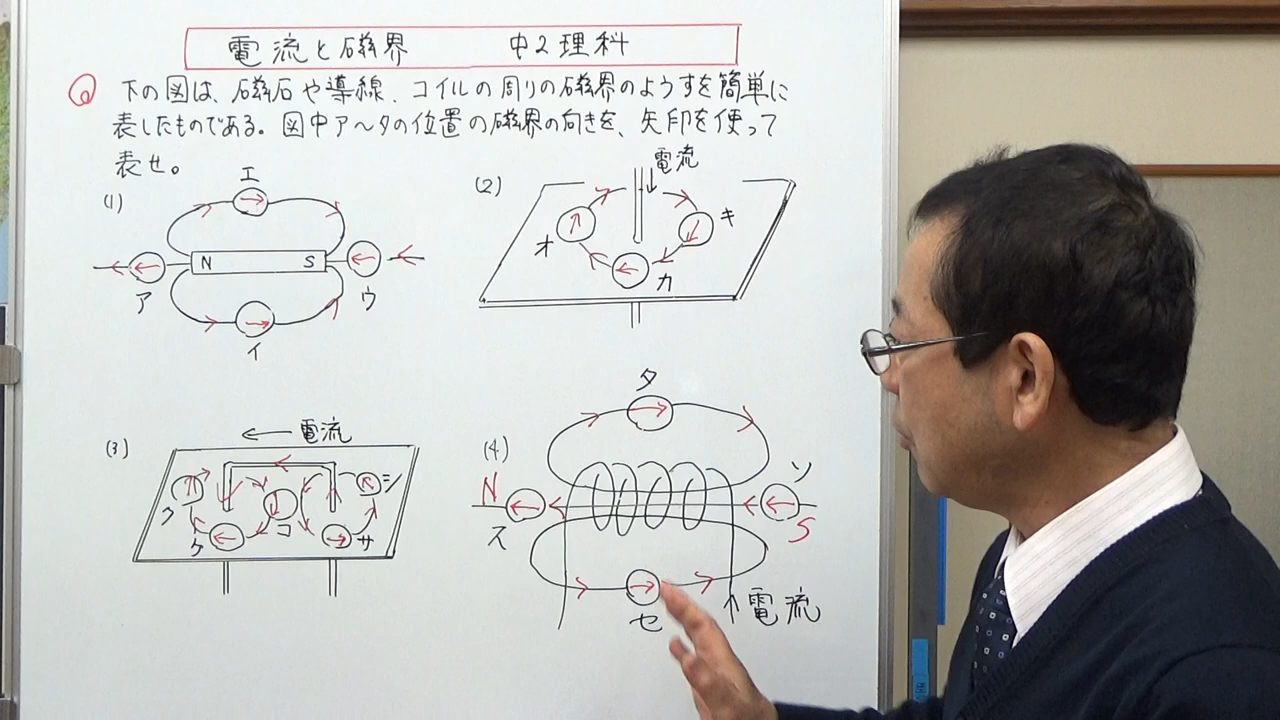 電流と磁界 中2理科
Q 下の図は、磁石や導線、コイルの周りの磁界のようすを簡単に
表したものである。図中ア〜タの位置の磁界の向きを、矢印を使って
表せ。
(1)
エ
N S
ア
ウ
イ
(2)
電流
オ
キ
カ
(3)
電流
ク
ケ
コ
サ
シ
(4)
タ
N
ス
ソ
S
セ
電流